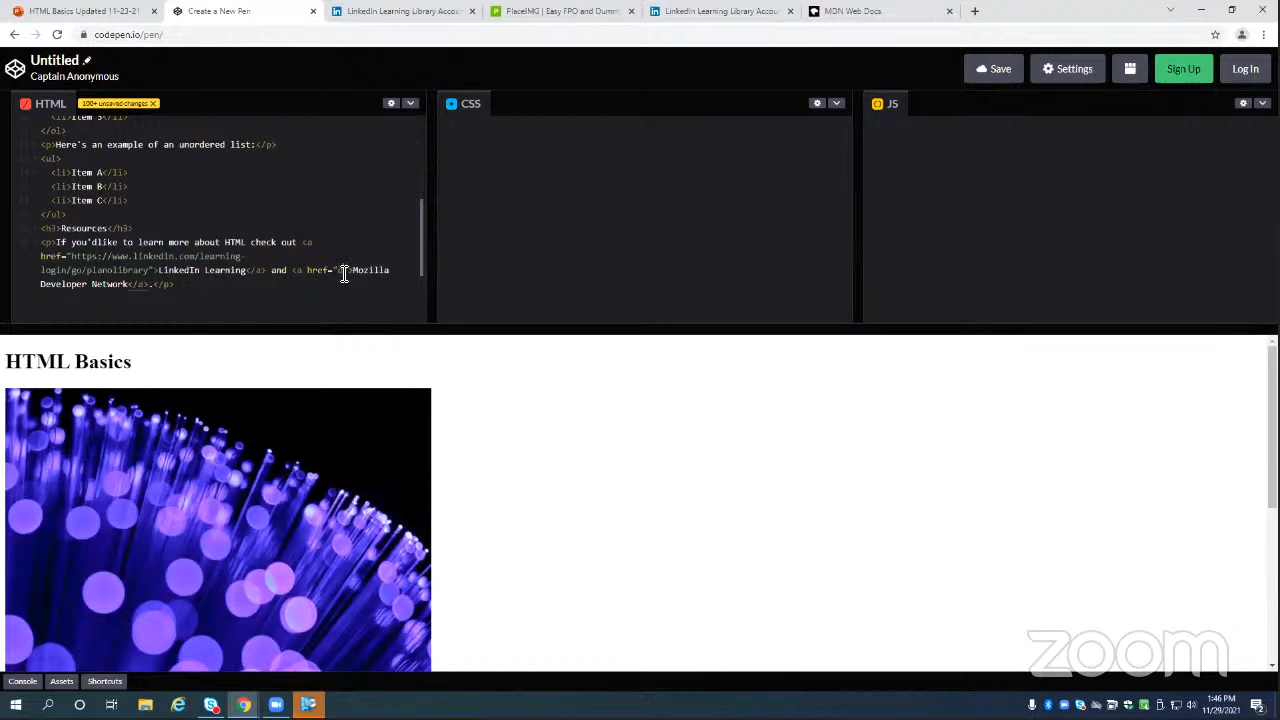 HTML Basics Updated 11-23-21
Create a New Pen
LinkedIn Learning Library Accou
PlaceIMG | Easy FPO and Dumm
LinkedIn Learning Library Accou
MDN Web Docs
codepen.io/pen/
Untitled
Captain Anonymous
Save
Settings
Sign Up
Log In
HTML
100+ unsaved changes X
CSS
JS
<li>Item 3</li>
</ol>
<p>Here's an example of an unordered list:</p>
<ul>
<li>Item A</li>
<li>Item B</li>
<li>Item C</li>
</ul>
<h3>Resources</h3>
<p>If you'dlike to learn more about HTML check out <a
href="https://www.linkedin.com/learning-
login/go/planolibrary">LinkedIn Learning</a> and <a href=">Mozilla
Developer Network</a>.</p>
HTML Basics
zoom
Console
Assets
Shortcuts
1:46 PM
11/29/2021
2